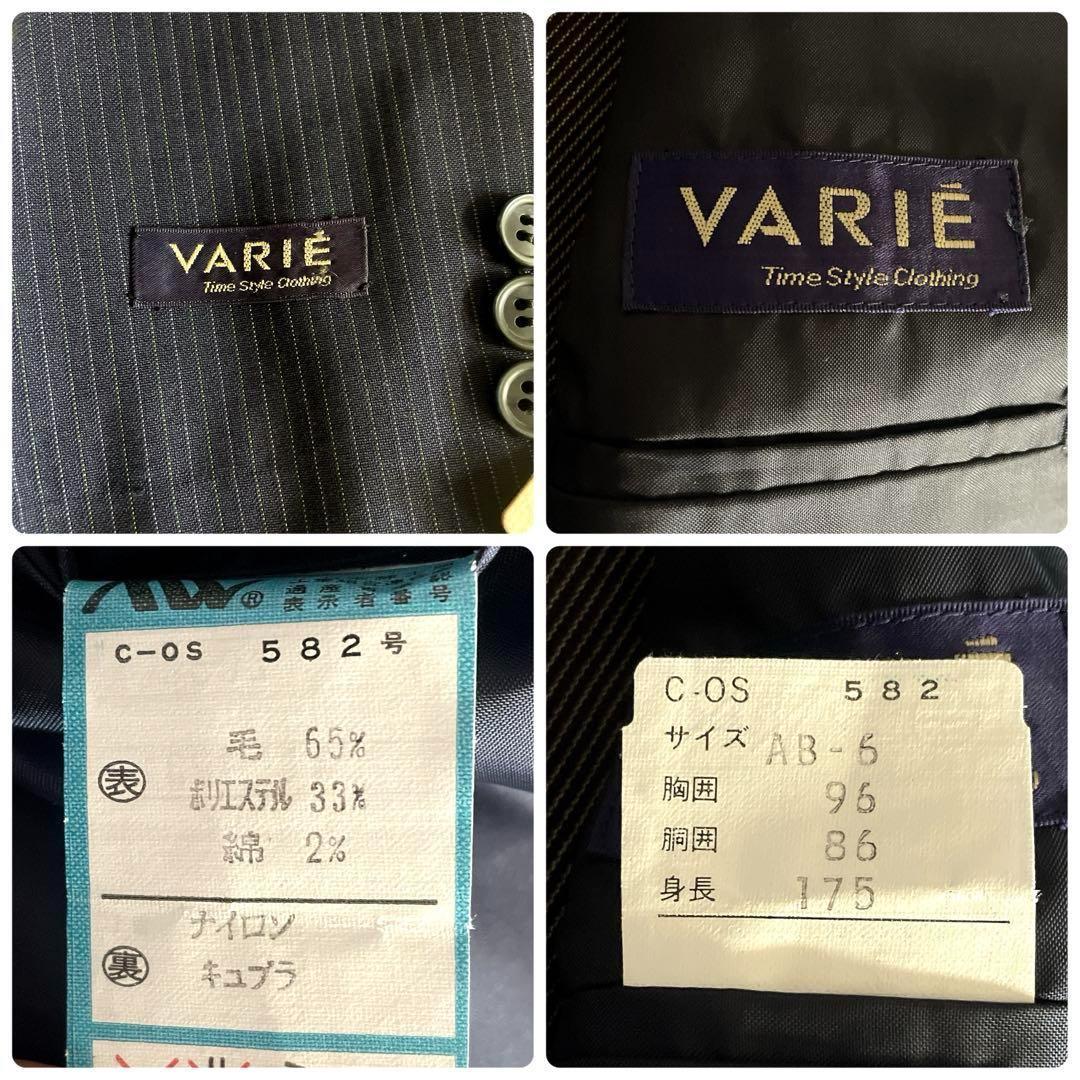 VARIÉ
Time Style Clothing
VARIÉ
Time Style Clothing
®
表示者番号
C-OS 582号
表
毛 65%
ポリエステル 33%
綿 2%
裏
ナイロン
キュプラ
C-OS 582
サイズ AB-6
胸囲 96
胴囲 86
身長 175